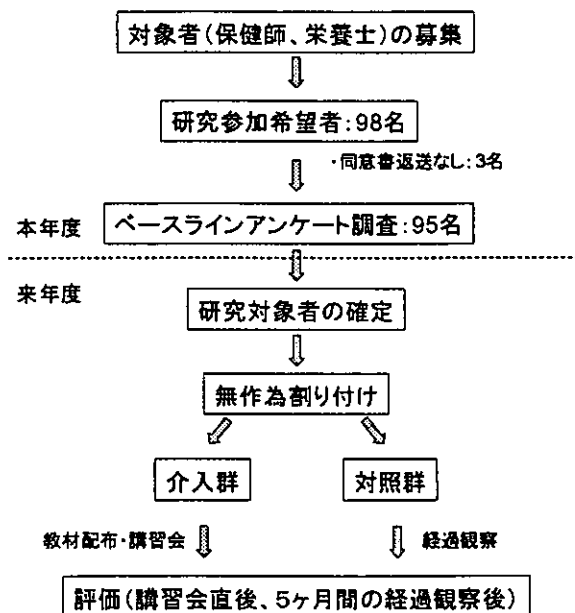 対象者(保健師、栄養士)の募集
研究参加希望者:98名
・同意書返送なし:3名
本年度
ベースラインアンケート調査:95名
来年度
研究対象者の確定
無作為割り付け
介入群
対照群
教材配布・講習会
経過観察
評価(講習会直後、5ヶ月間の経過観察後)